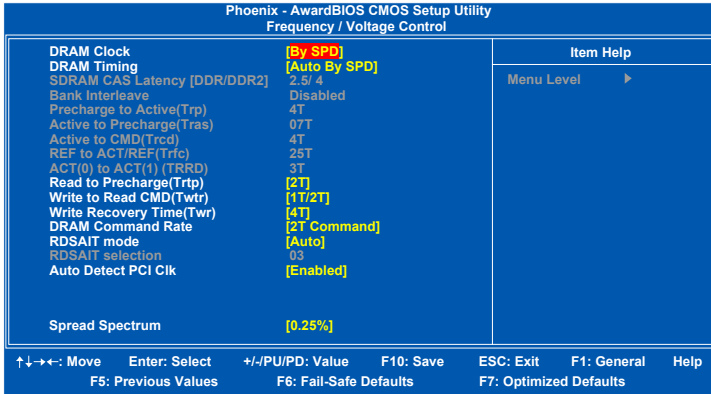 Phoenix - AwardBIOS CMOS Setup Utility
Frequency / Voltage Control
DRAM Clock [By SPD]
DRAM Timing [Auto By SPD]
SDRAM CAS Latency [DDR/DDR2] 2.5/ 4
Bank Interleave Disabled
Precharge to Active(Trp) 4T
Active to Precharge(Tras) 07T
Active to CMD(Trcd) 4T
REF to ACT/REF(Trfc) 25T
ACT(0) to ACT(1) (TRRD) 3T
Read to Precharge(Trtp) [2T]
Write to Read CMD(Twtr) [1T/2T]
Write Recovery Time(Twr) [4T]
DRAM Command Rate [2T Command]
RDSAIT mode [Auto]
RDSAIT selection 03
Auto Detect PCI Clk [Enabled]
Spread Spectrum [0.25%]
Item Help
Menu Level
↑↓→←: Move Enter: Select +/-/PU/PD: Value F10: Save ESC: Exit F1: General Help
F5: Previous Values F6: Fail-Safe Defaults F7: Optimized Defaults